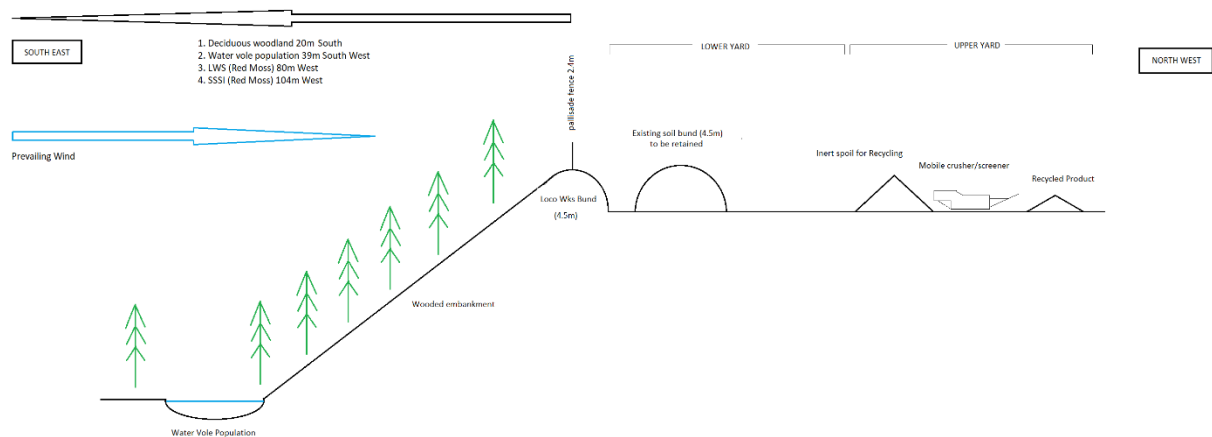 SOUTH EAST
1. Deciduous woodland 20m South
2. Water vole population 39m South West
3. LWS (Red Moss) 80m West
4. SSSI (Red Moss) 104m West
pallisade fence 2.4m
LOWER YARD
UPPER YARD
NORTH WEST
Prevailing Wind
Existing soil bund (4.5m)
to be retained
Inert spoil for Recycling
Mobile crusher/screener
Recycled Product
Loco Wks Bund
(4.5m)
Wooded embankment
Water Vole Population